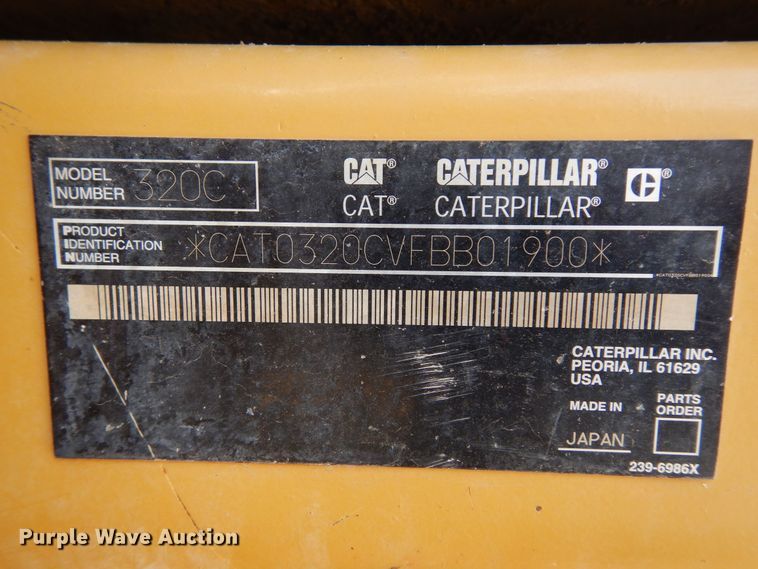 MODEL NUMBER 320C
CAT® CATERPILLAR® C®
CAT® CATERPILLAR®
PRODUCT IDENTIFICATION NUMBER *CAT0320CVFBB01900*
*CAT0320CVFBB01900*
CATERPILLAR INC.
PEORIA, IL 61629
USA
MADE IN
JAPAN
PARTS
ORDER
239-6986X
Purple Wave Auction